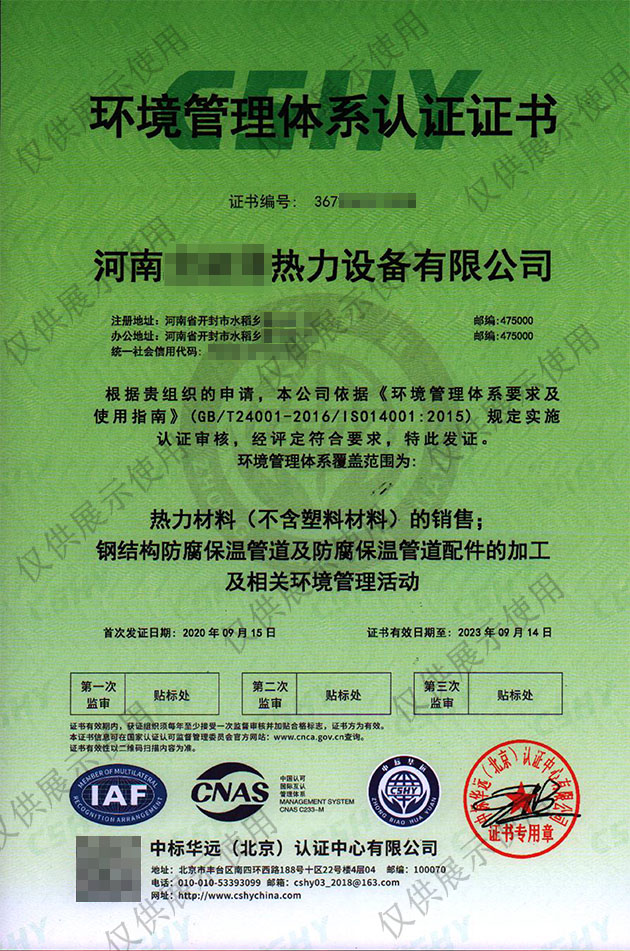 CSHY
环境管理体系认证证书
证书编号： 367
河南 热力设备有限公司
注册地址：河南省开封市水稻乡 邮编:475000
办公地址：河南省开封市水稻乡 邮编:475000
统一社会信用代码：
根据贵组织的申请，本公司依据《环境管理体系要求及
使用指南》(GB/T24001-2016/ISO14001:2015) 规定实施
认证审核，经评定符合要求，特此发证。
环境管理体系覆盖范围为：
热力材料（不含塑料材料）的销售；
钢结构防腐保温管道及防腐保温管道配件的加工
及相关环境管理活动
首次发证日期：2020 年 09 月 15 日 证书有效日期至：2023 年 09 月 14 日
第一次监审 贴标处 第二次监审 贴标处 第三次监审 贴标处
证书有效期内，获证组织须每年至少接受一次监督审核并加贴合格标志，证书方为有效。
本证书信息可在国家认证认可监督管理委员会官方网站：www.cnca.gov.cn查询。
证书有效性以二维码扫描内容为准。
MEMBER OF MULTILATERAL
IAF
RECOGNITION ARRANGEMENT
CNAS
中国认可
国际互认
管理体系
MANAGEMENT SYSTEM
CNAS C233-M
中标华远
CSHY
ZHONG BIAO HUA YUAN
中标华远（北京）认证中心有限公司
证书专用章
中标华远（北京）认证中心有限公司
地址：北京市丰台区南四环西路188号十区22号楼4层04 邮编：100070
电话：010-010-53393099 邮箱：cshy03_2018@163.com
网址：http://www.cshychina.com
仅供展示使用